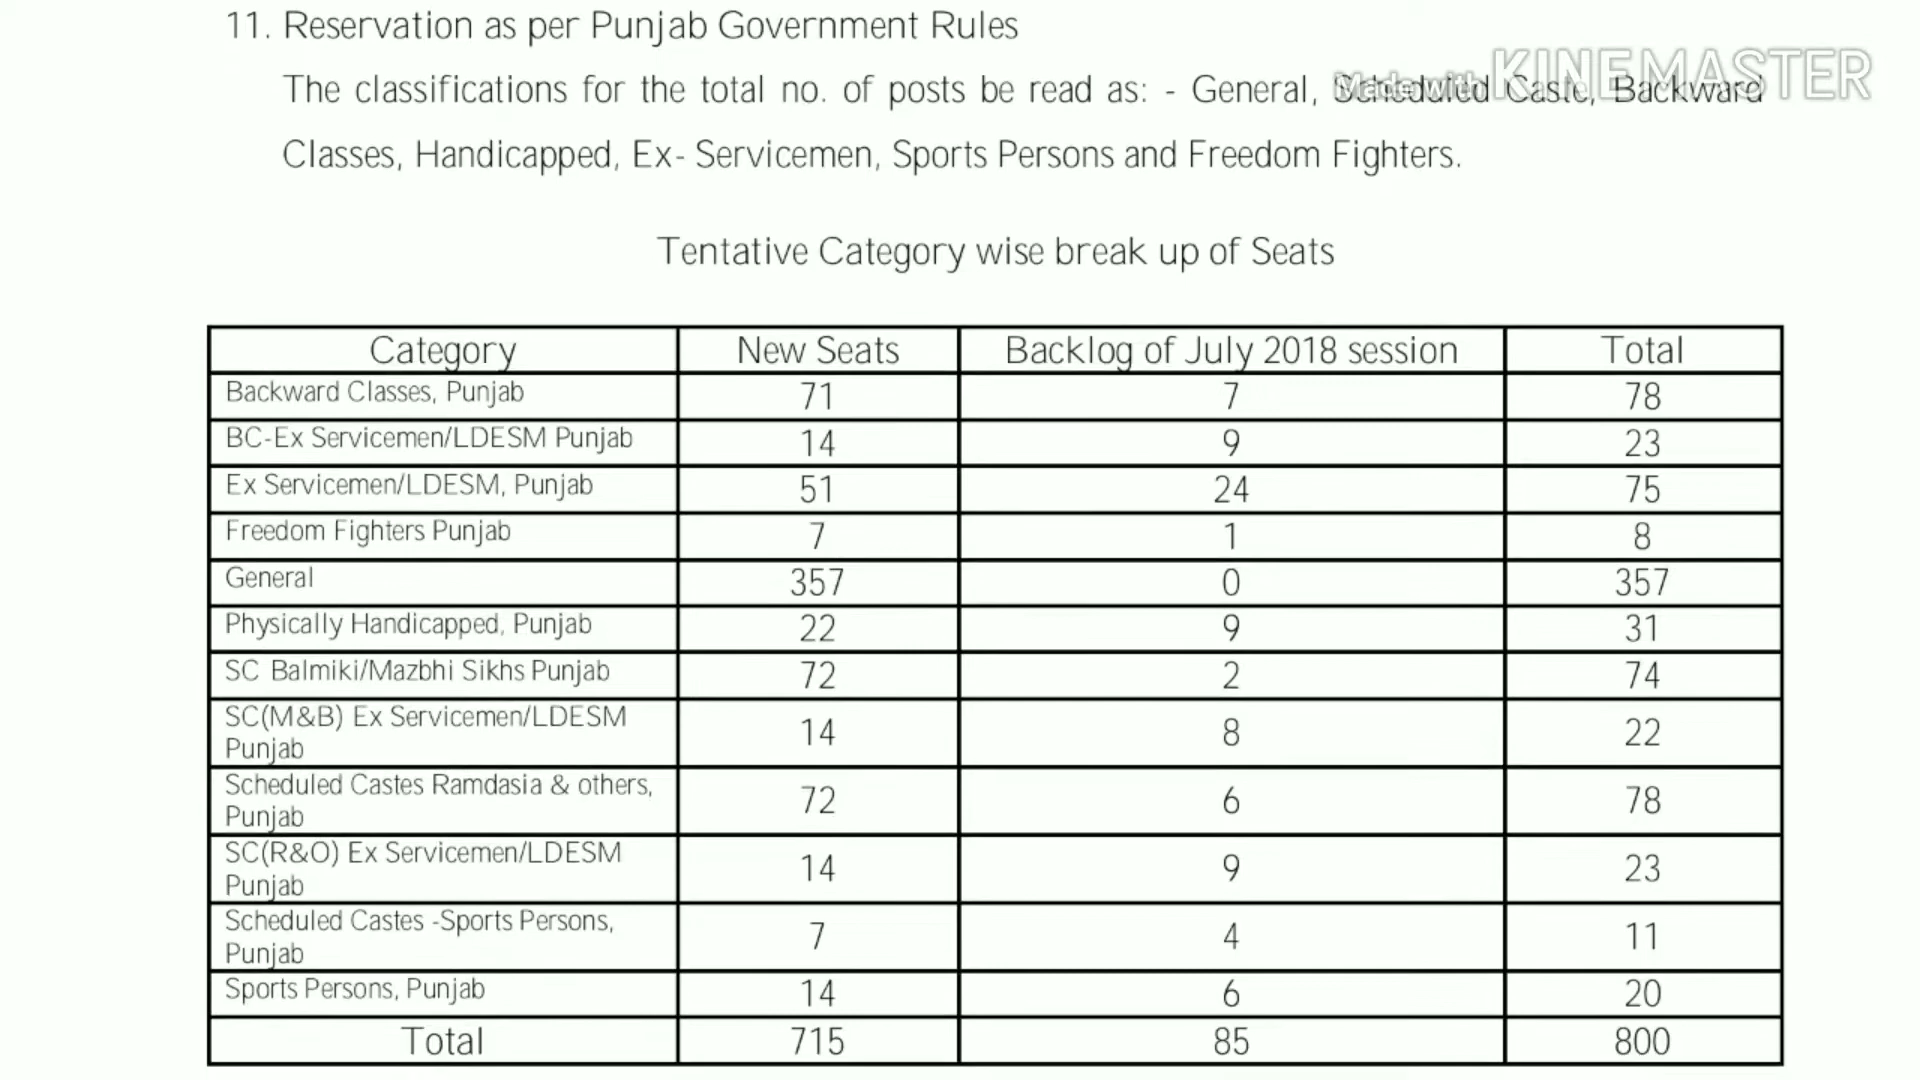 11. Reservation as per Punjab Government Rules
Made with KINEMASTER
The classifications for the total no. of posts be read as: - General, Scheduled Caste, Backward
Classes, Handicapped, Ex- Servicemen, Sports Persons and Freedom Fighters.
Tentative Category wise break up of Seats
Category New Seats Backlog of July 2018 session Total
Backward Classes, Punjab 71 7 78
BC-Ex Servicemen/LDESM Punjab 14 9 23
Ex Servicemen/LDESM, Punjab 51 24 75
Freedom Fighters Punjab 7 1 8
General 357 0 357
Physically Handicapped, Punjab 22 9 31
SC Balmiki/Mazbhi Sikhs Punjab 72 2 74
SC(M&B) Ex Servicemen/LDESM
Punjab 14 8 22
Scheduled Castes Ramdasia & others,
Punjab 72 6 78
SC(R&O) Ex Servicemen/LDESM
Punjab 14 9 23
Scheduled Castes -Sports Persons,
Punjab 7 4 11
Sports Persons, Punjab 14 6 20
Total 715 85 800